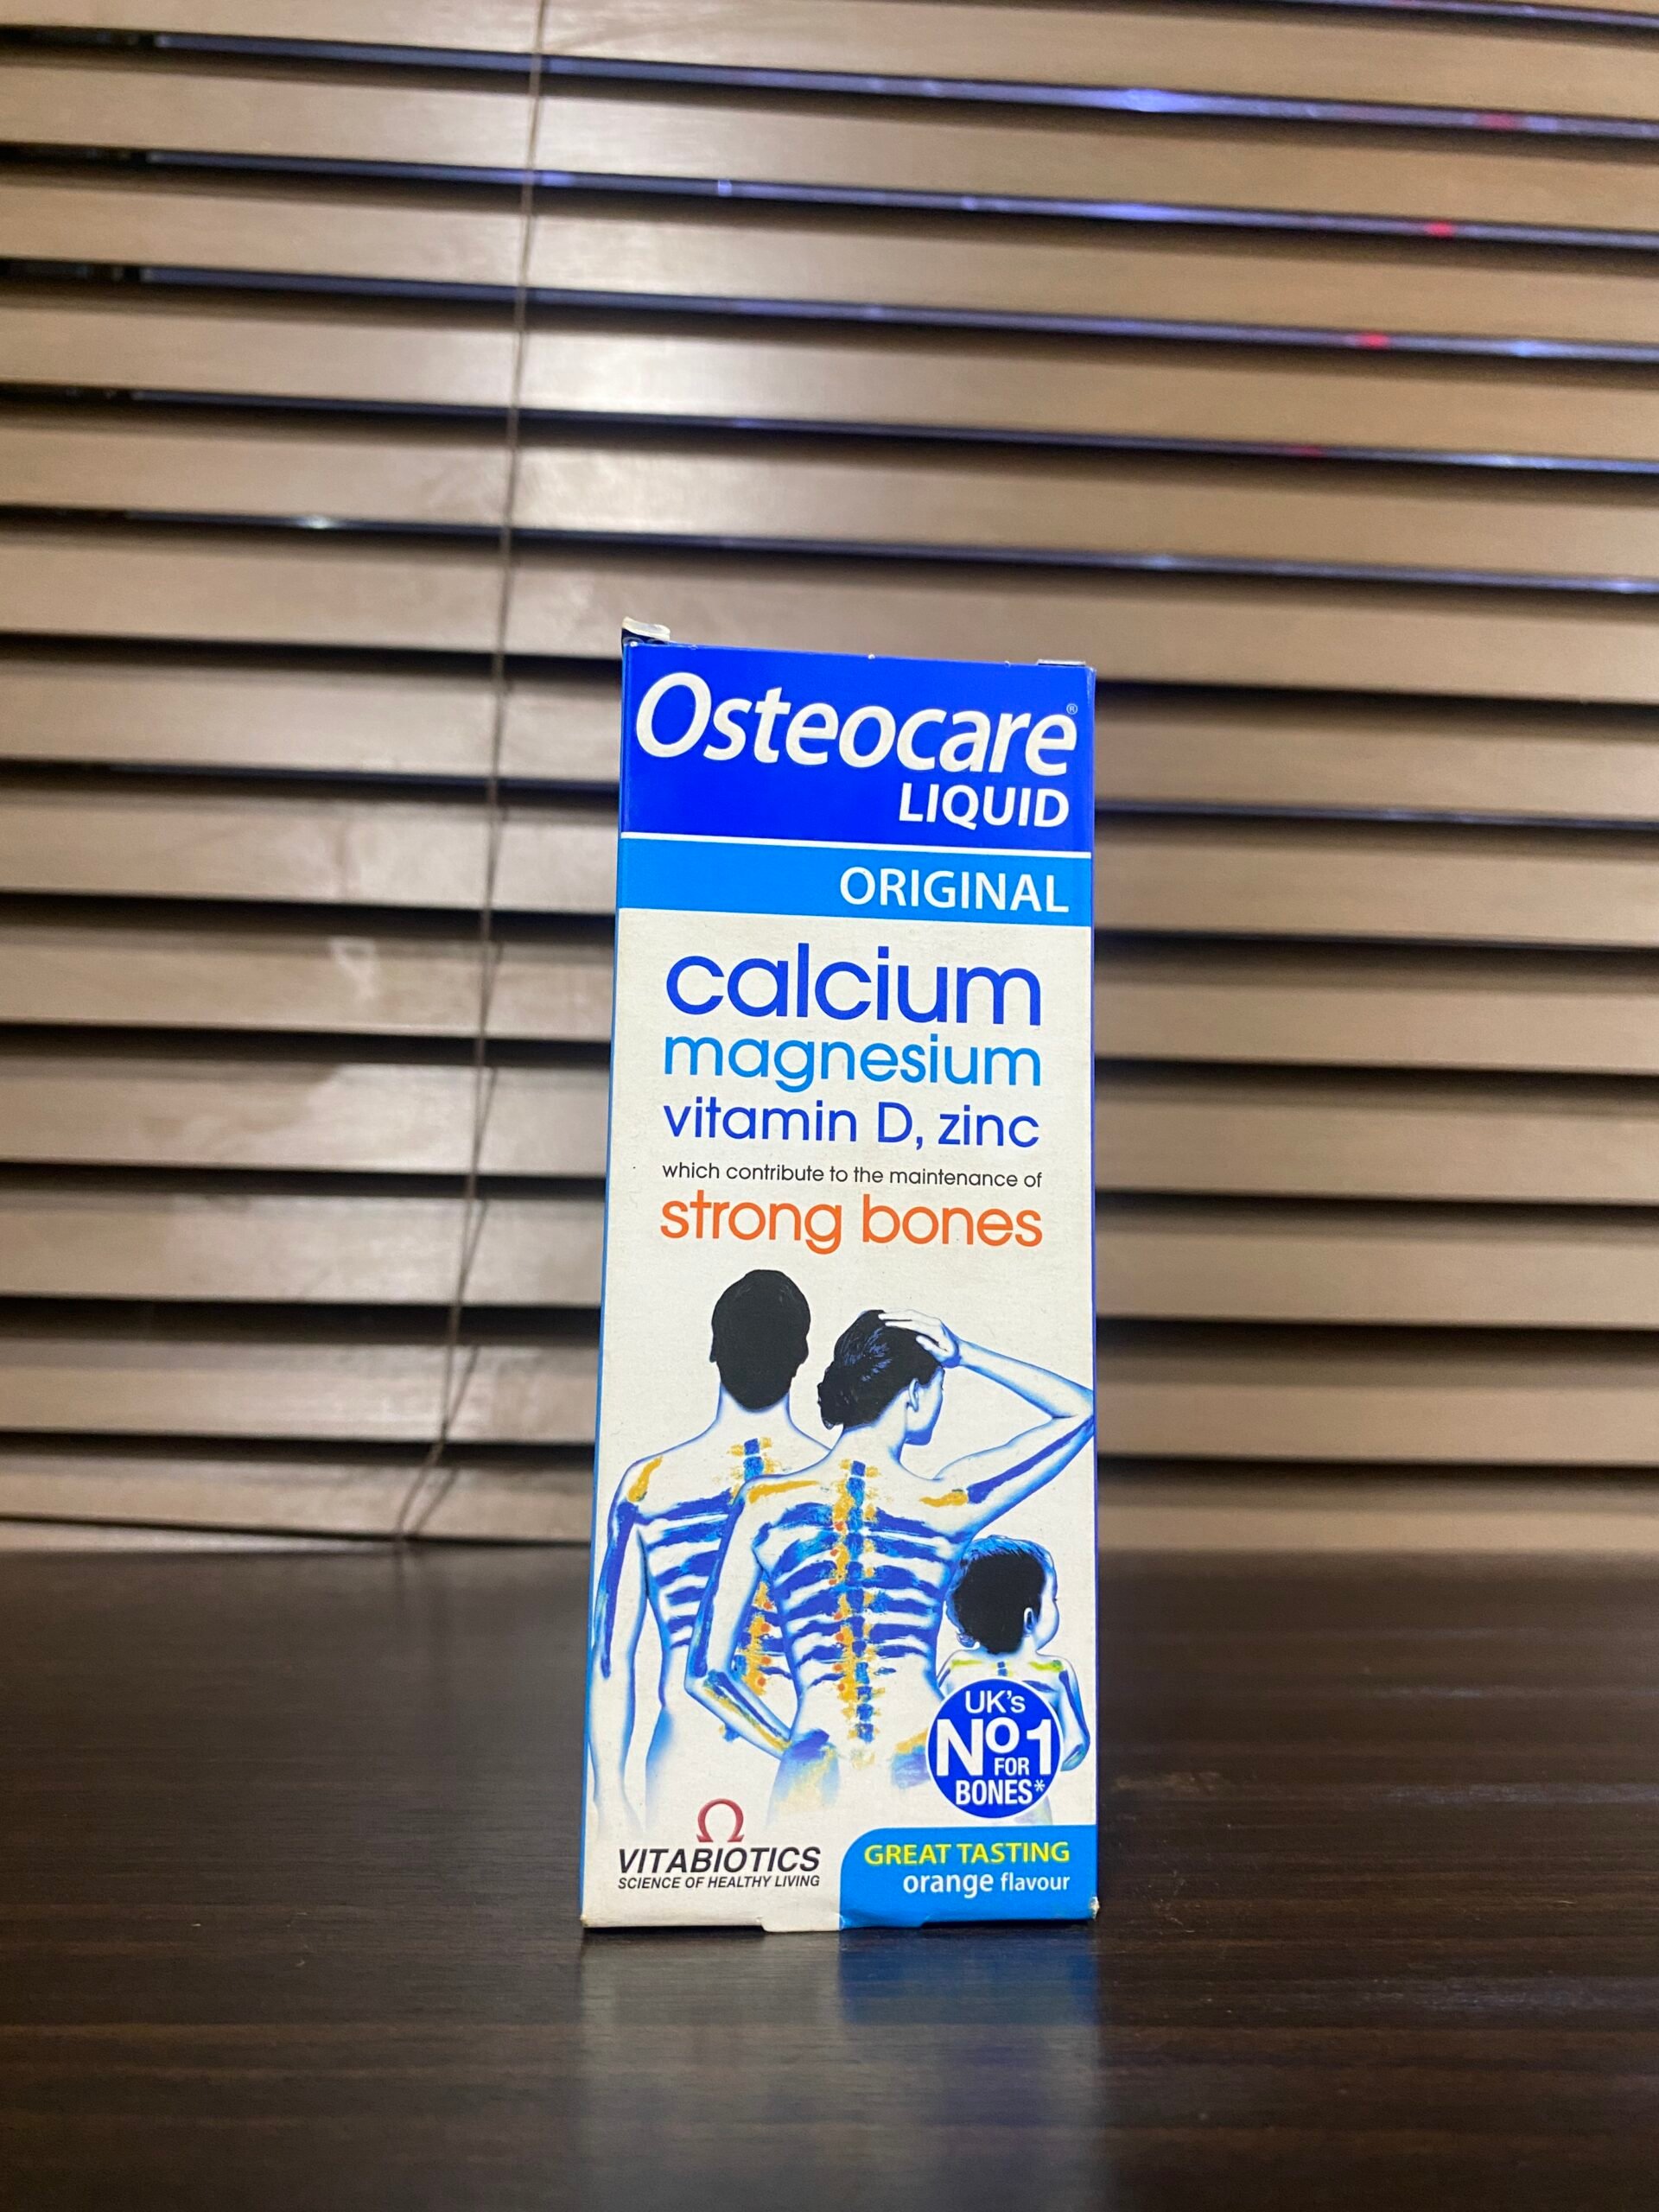 Osteocare®
LIQUID
ORIGINAL
calcium
magnesium
vitamin D, zinc
which contribute to the maintenance of
strong bones
UK's
No1
FOR
BONES*
VITABIOTICS
SCIENCE OF HEALTHY LIVING
GREAT TASTING
orange flavour